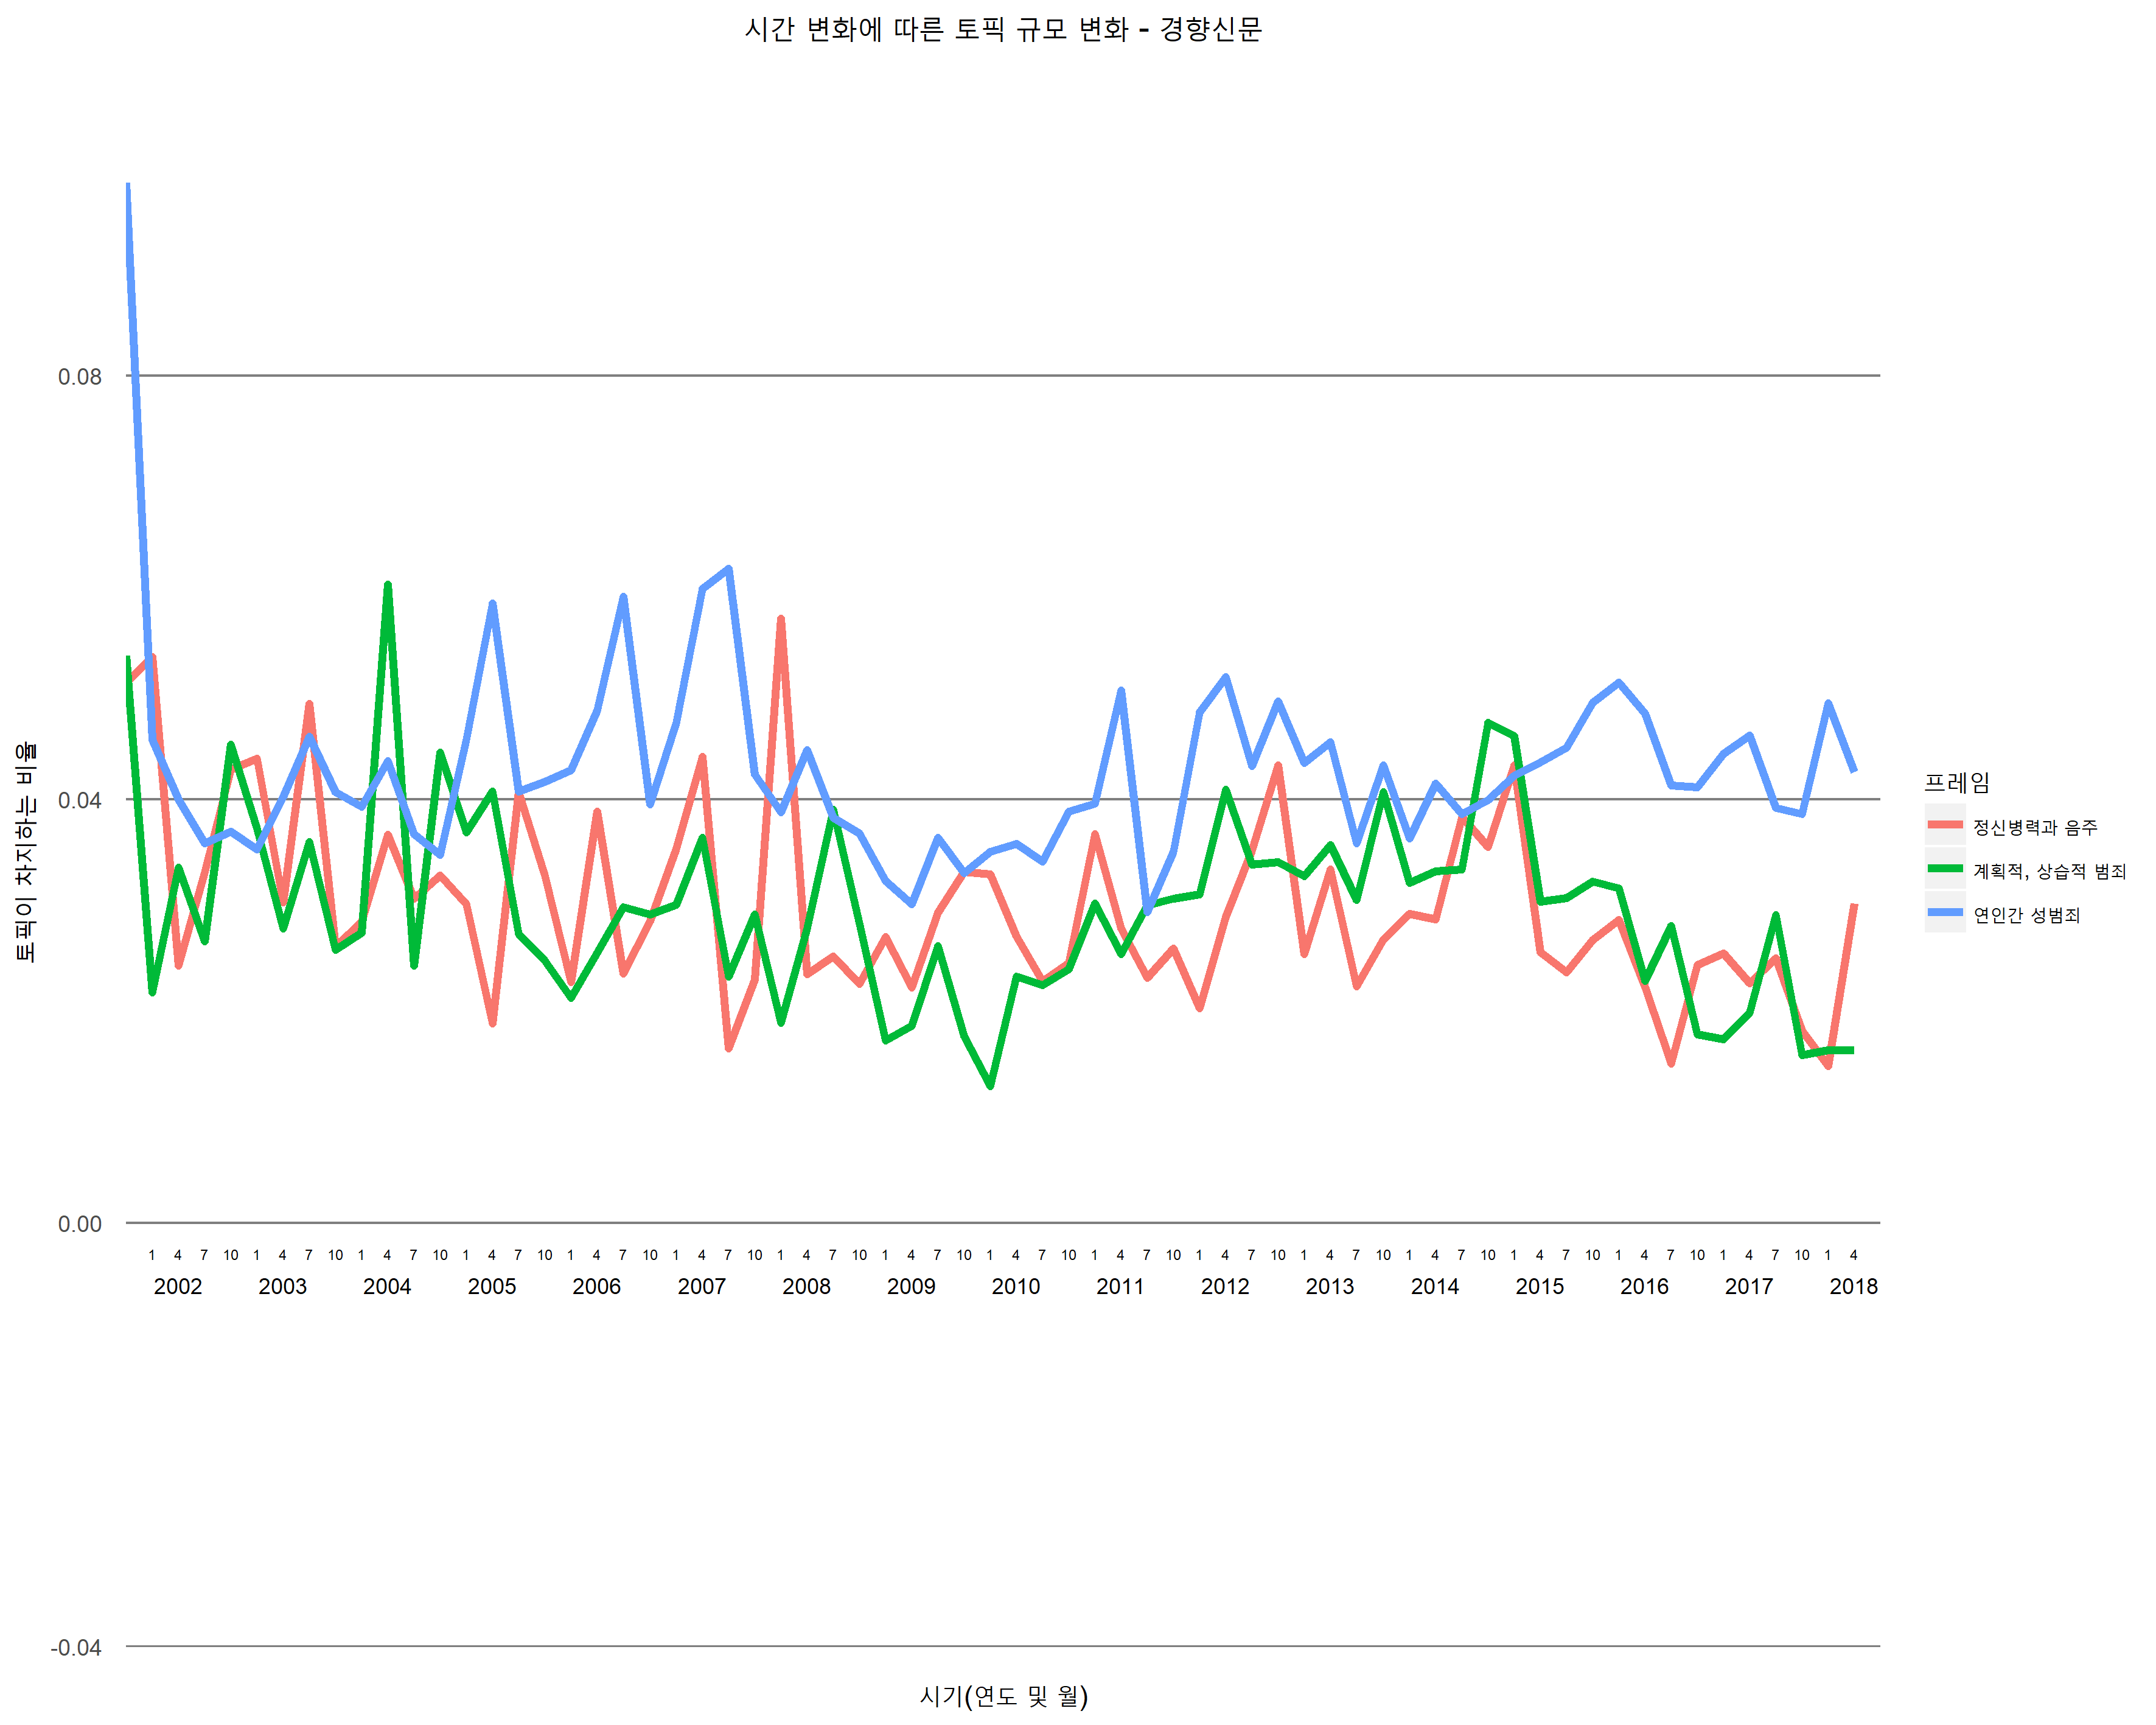 시간 변화에 따른 토픽 규모 변화 - 경향신문
토픽이 차지하는 비율
0.08
0.04
0.00
-0.04
1 4 7 10 1 4 7 10 1 4 7 10 1 4 7 10 1 4 7 10 1 4 7 10 1 4 7 10 1 4 7 10 1 4 7 10 1 4 7 10 1 4 7 10 1 4 7 10 1 4 7 10 1 4 7 10 1 4 7 10 1 4 7 10 1 4
2002 2003 2004 2005 2006 2007 2008 2009 2010 2011 2012 2013 2014 2015 2016 2017 2018
시기(연도 및 월)
프레임
정신병력과 음주
계획적, 상습적 범죄
연인간 성범죄